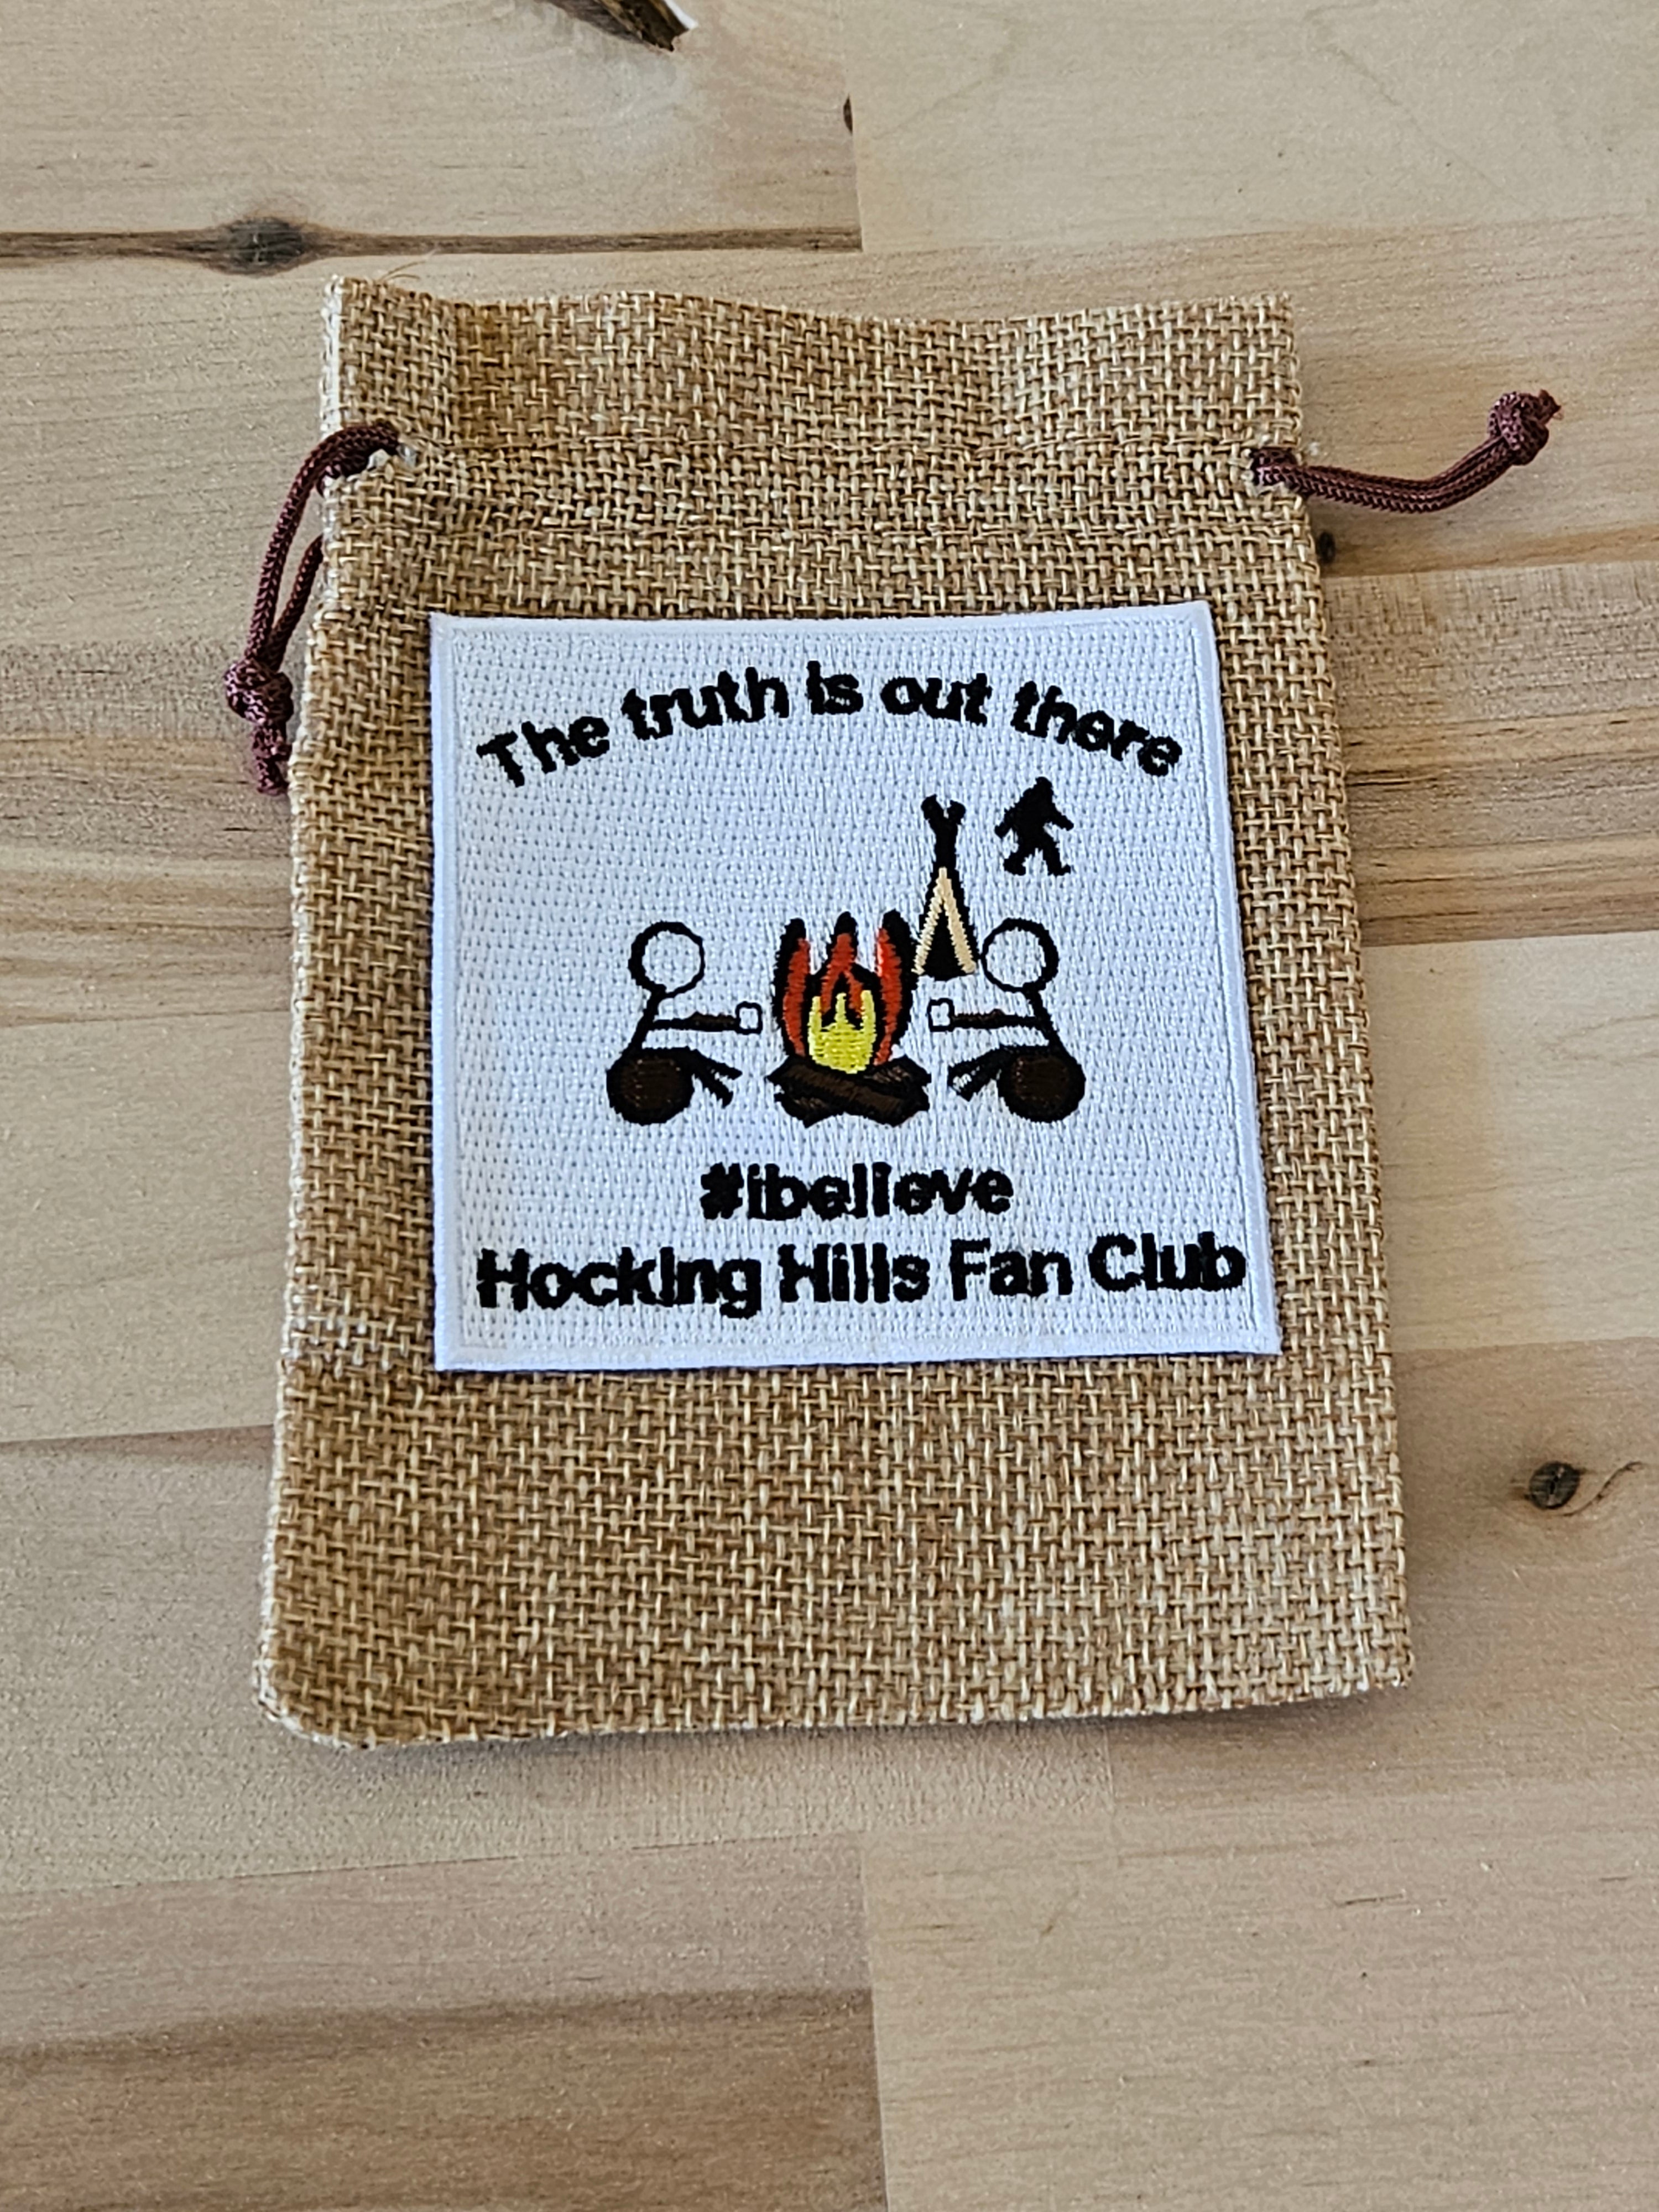 The truth is out there
#ibelieve
Hocking Hills Fan Club